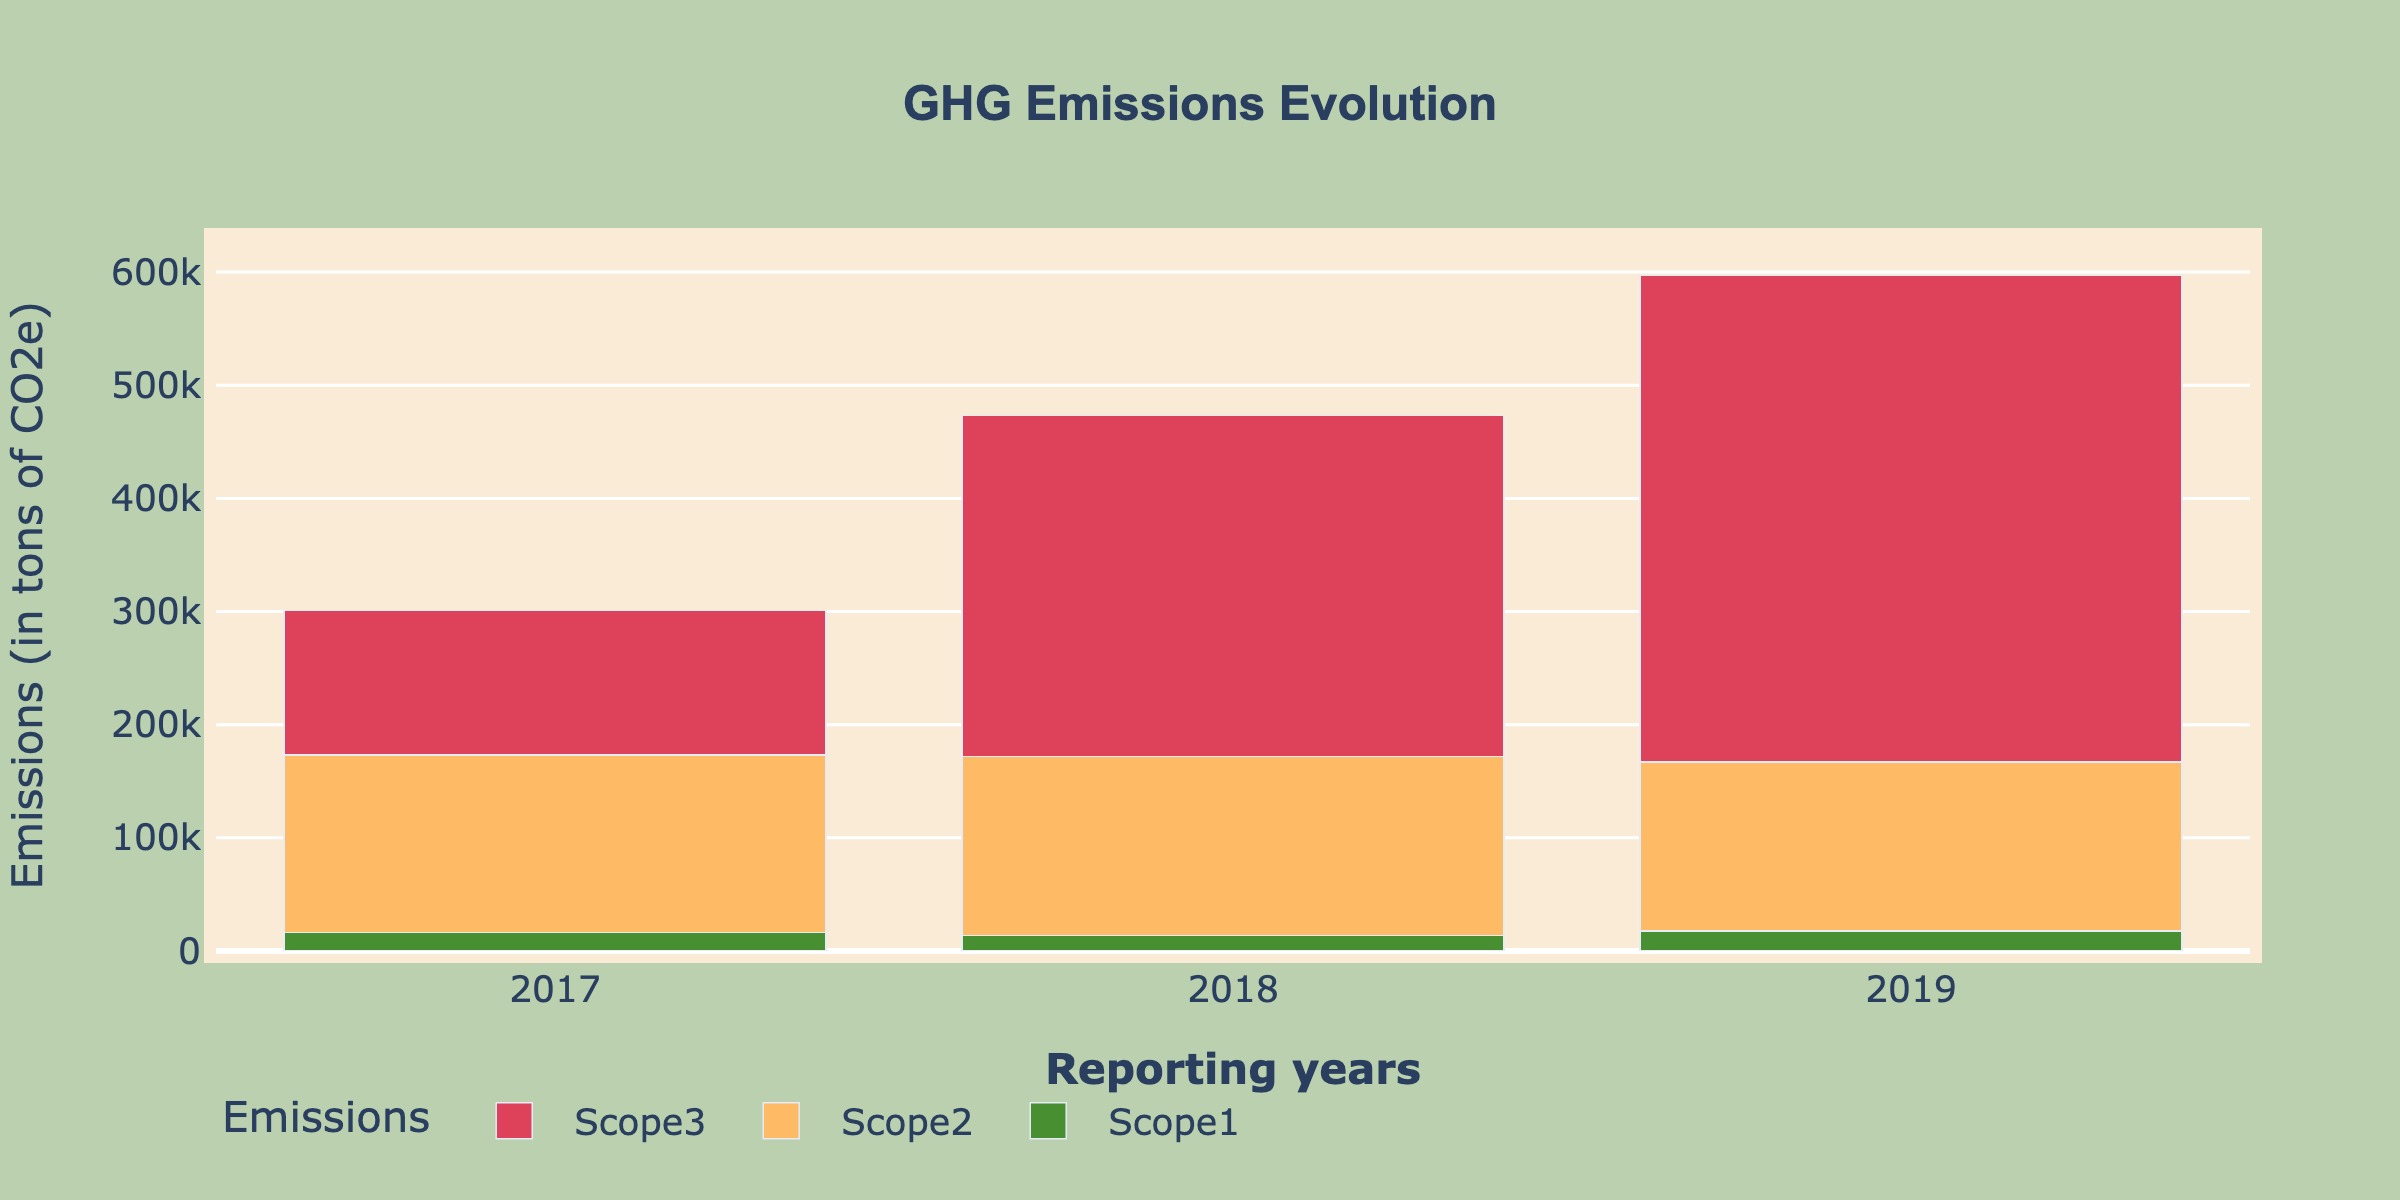 GHG Emissions Evolution
Emissions (in tons of CO2e)
600k
500k
400k
300k
200k
100k
0
2017 2018 2019
Reporting years
Emissions Scope3 Scope2 Scope1